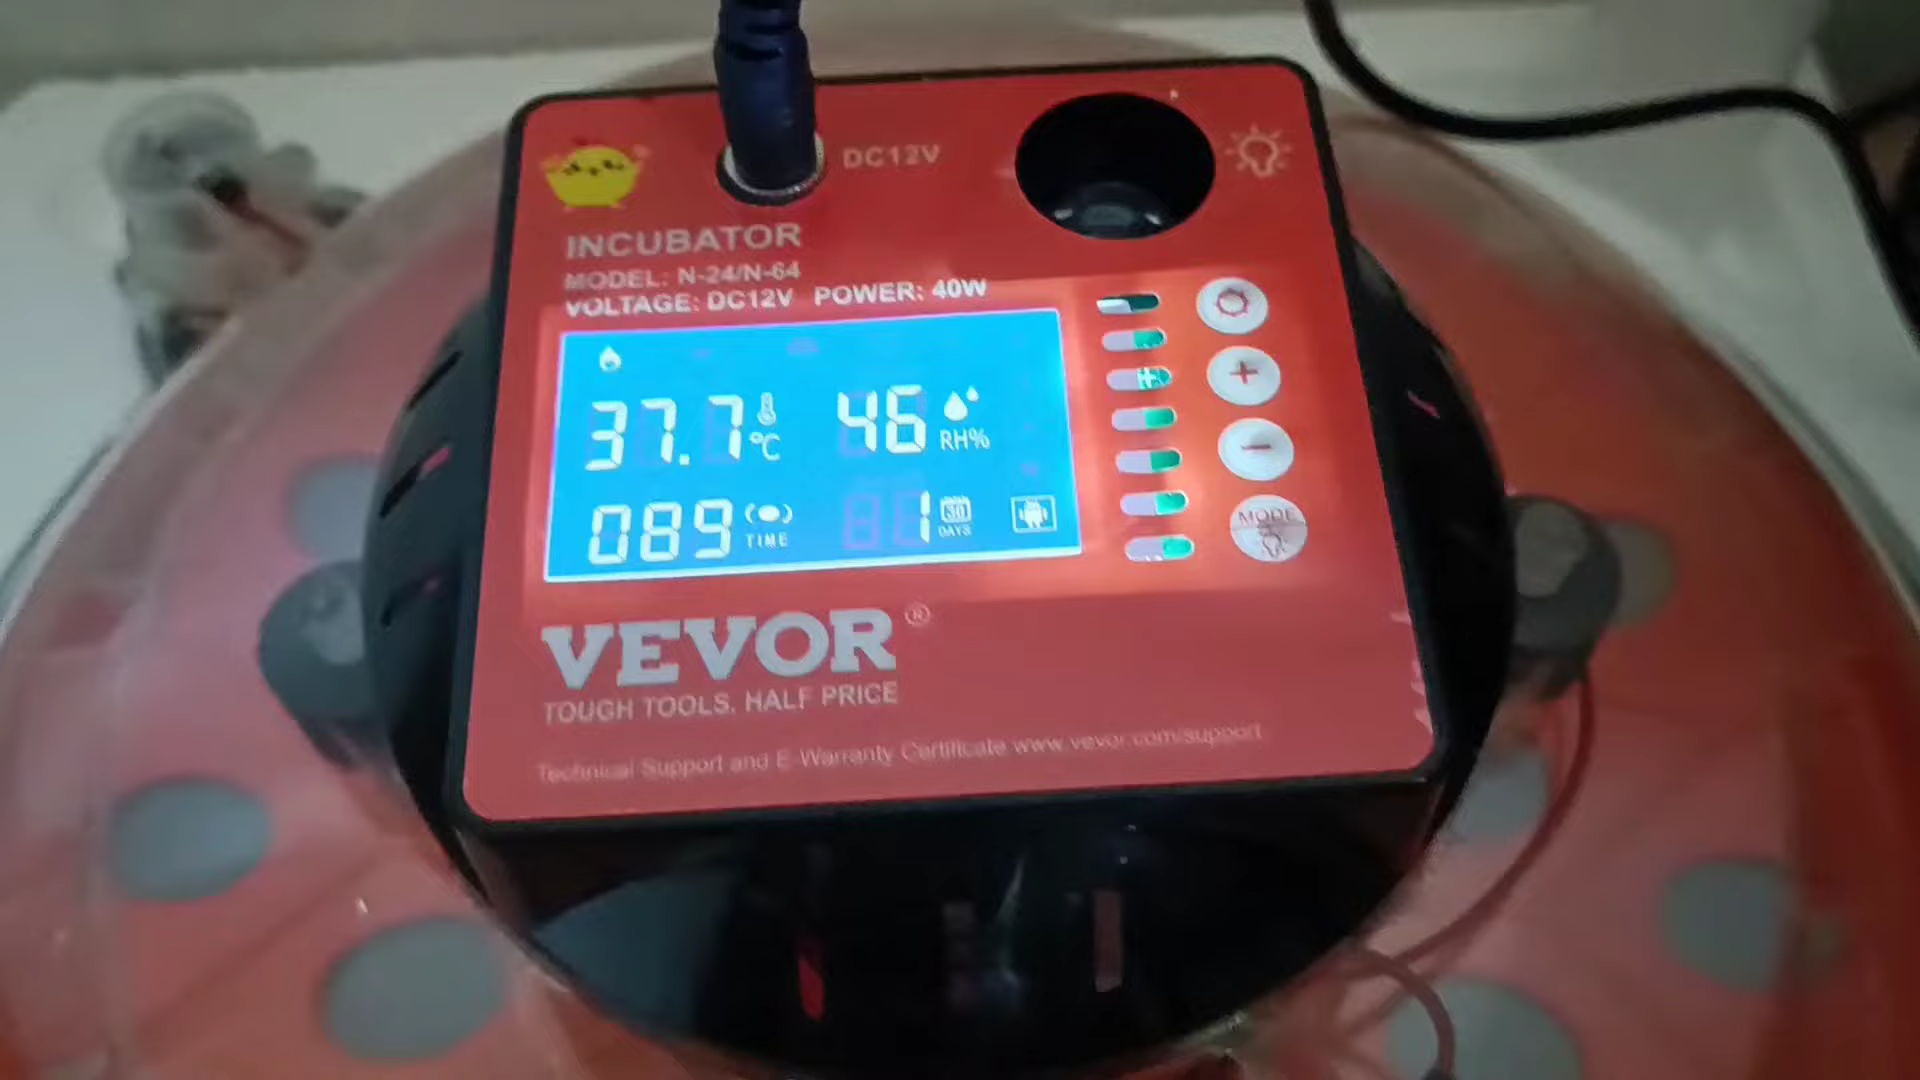 DC12V
INCUBATOR
MODEL: N-24/N-64
VOLTAGE: DC12V POWER: 40W
37.7 °C 46 RH%
089 TIME 1 30 DAYS
MODE
VEVOR®
TOUGH TOOLS, HALF PRICE
Technical Support and E-Warranty Certificate www.vevor.com/support